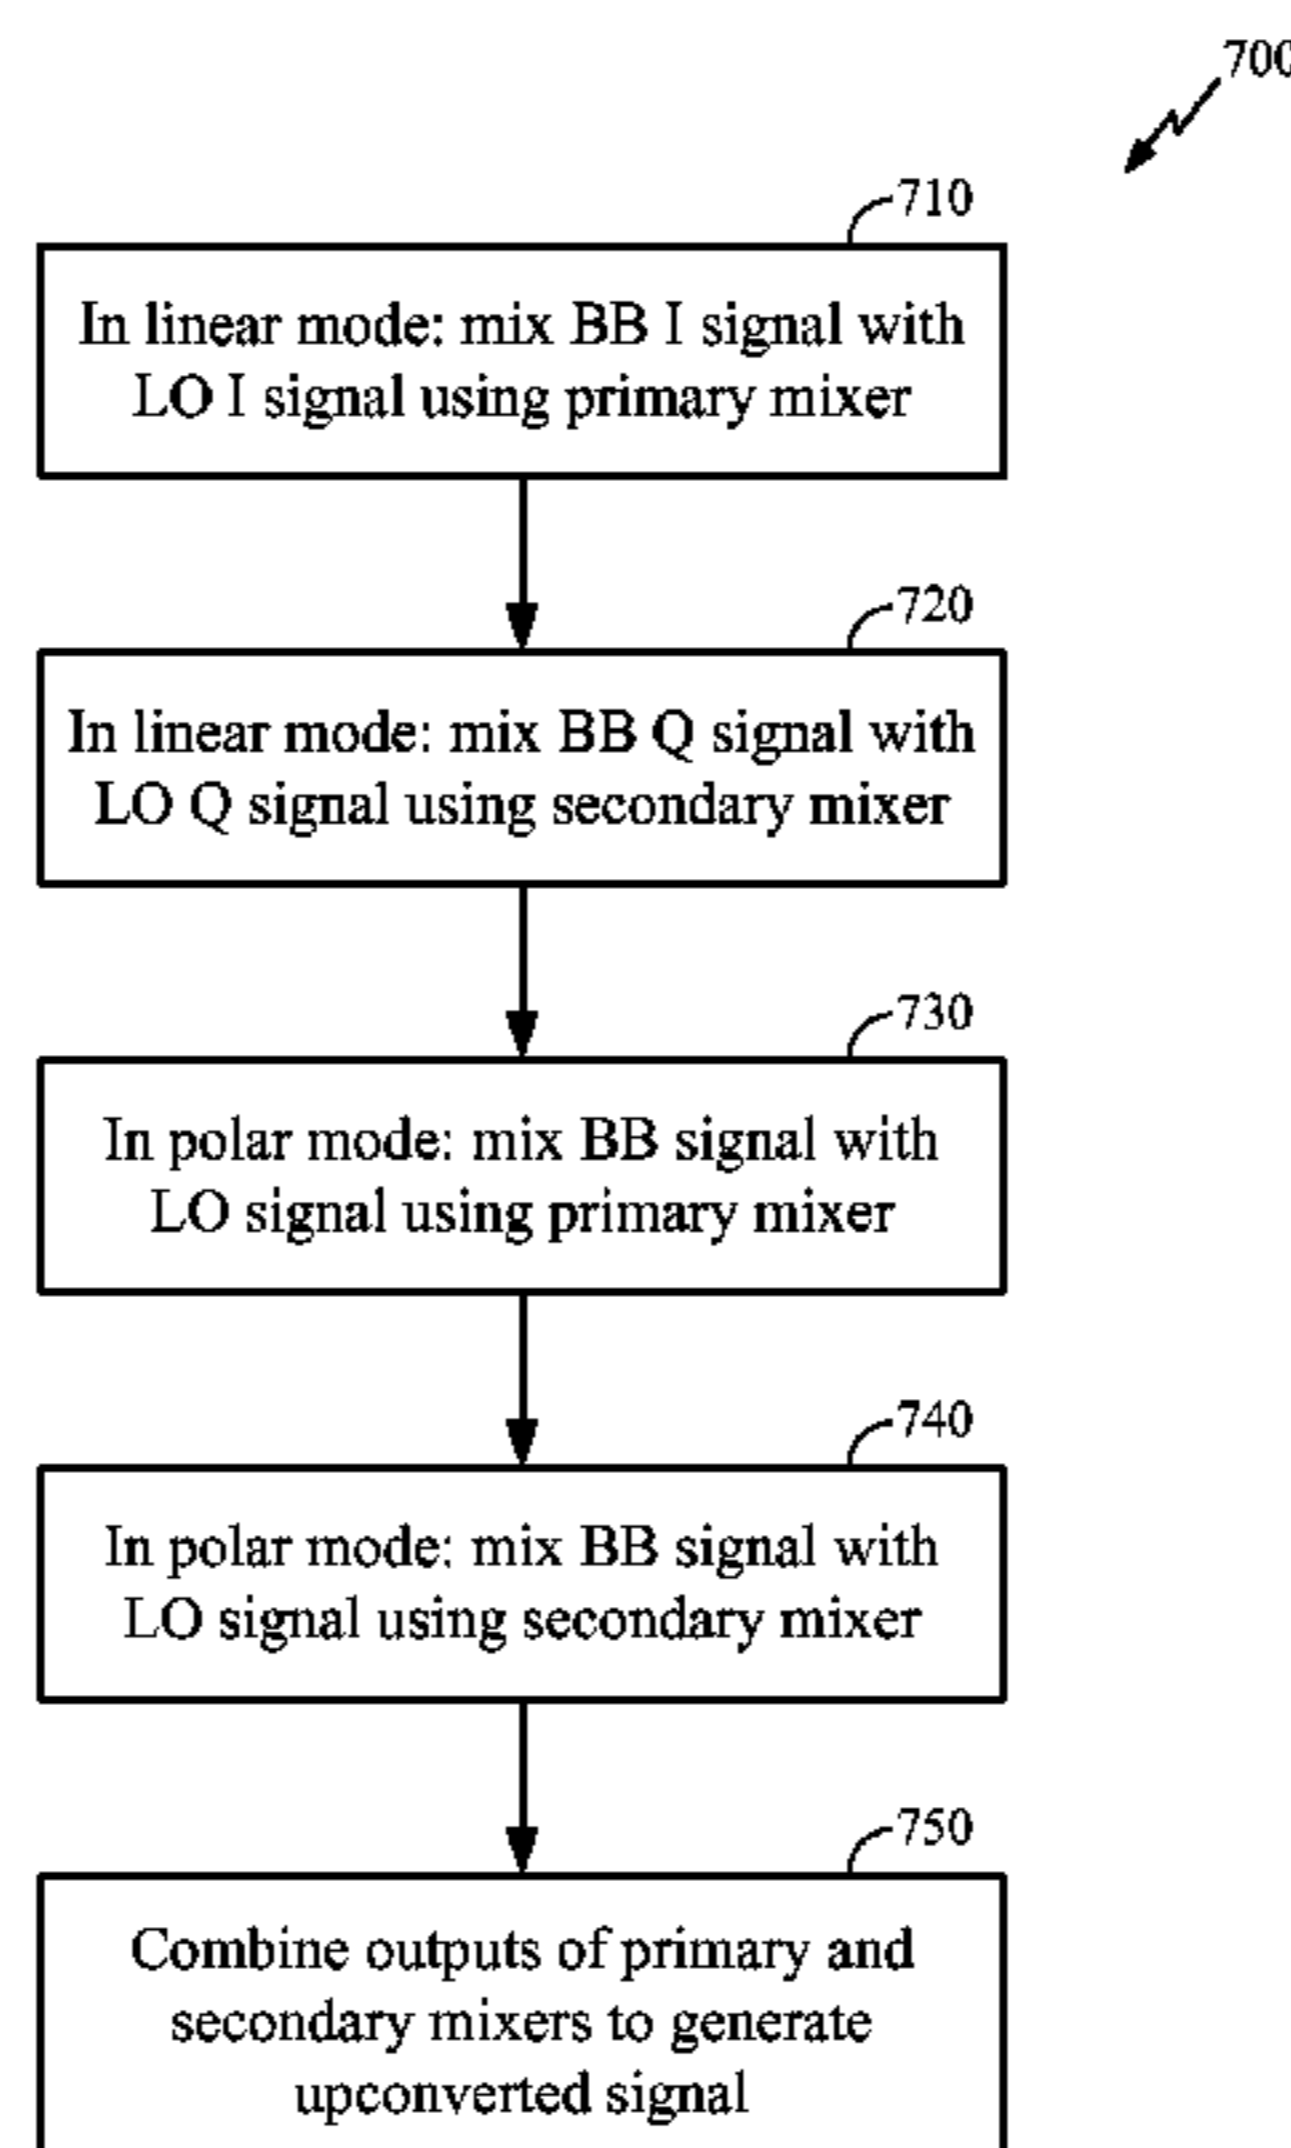 700
710
In linear mode: mix BB I signal with
LO I signal using primary mixer
720
In linear mode: mix BB Q signal with
LO Q signal using secondary mixer
730
In polar mode: mix BB signal with
LO signal using primary mixer
740
In polar mode: mix BB signal with
LO signal using secondary mixer
750
Combine outputs of primary and
secondary mixers to generate
upconverted signal